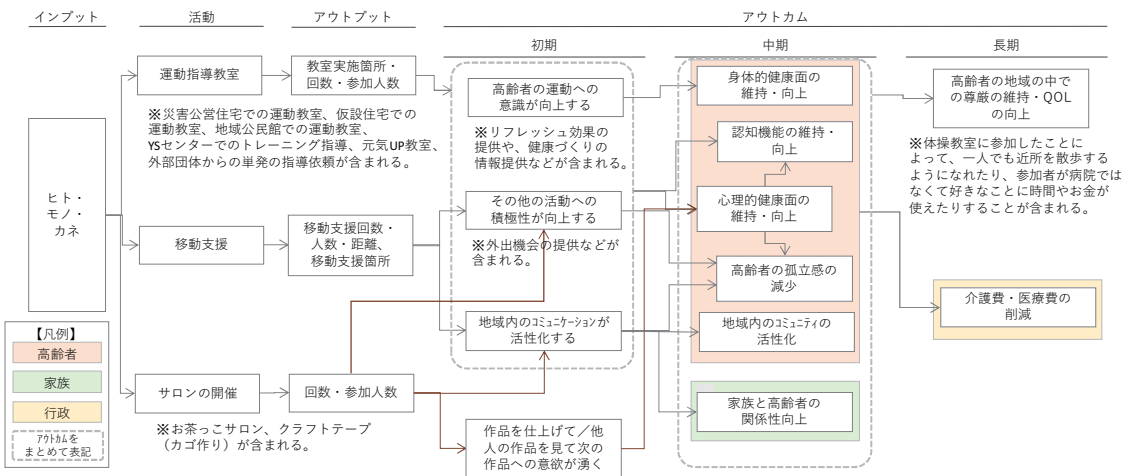 インプット
活動
アウトプット
アウトカム
初期
中期
長期
ヒト・
モノ・
カネ
運動指導教室
※災害公営住宅での運動教室、仮設住宅での
運動教室、地域公民館での運動教室、
YSセンターでのトレーニング指導、元気UP教室、
外部団体からの単発の指導依頼が含まれる。
移動支援
サロンの開催
※お茶っこサロン、クラフトテープ
（カゴ作り）が含まれる。
教室実施箇所・
回数・参加人数
移動支援回数・
人数・距離、
移動支援箇所
回数・参加人数
高齢者の運動への
意識が向上する
※リフレッシュ効果の
提供や、健康づくりの
情報提供などが含まれる。
その他の活動への
積極性が向上する
※外出機会の提供などが
含まれる。
地域内のコミュニケーションが
活性化する
作品を仕上げて／他
人の作品を見て次の
作品への意欲が湧く
身体的健康面の
維持・向上
認知機能の維持・
向上
心理的健康面の
維持・向上
高齢者の孤立感の
減少
地域内のコミュニティの
活性化
家族と高齢者の
関係性向上
高齢者の地域の中で
の尊厳の維持・QOL
の向上
※体操教室に参加したことに
よって、一人でも近所を散歩する
ようになれたり、参加者が病院では
なくて好きなことに時間やお金が
使えたりすることが含まれる。
介護費・医療費の
削減
【凡例】
高齢者
家族
行政
アウトカムを
まとめて表記